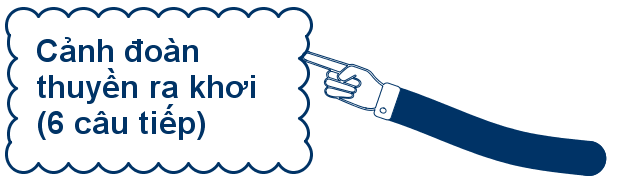 Cảnh đoàn
thuyền ra khơi
(6 câu tiếp)